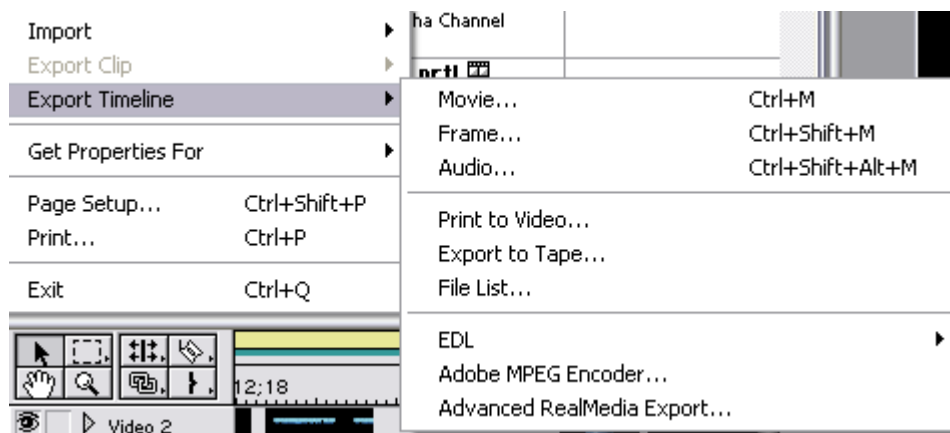 Import
Export Clip
Export Timeline
Get Properties For
Page Setup... Ctrl+Shift+P
Print... Ctrl+P
Exit Ctrl+Q
ha Channel
Movie... Ctrl+M
Frame... Ctrl+Shift+M
Audio... Ctrl+Shift+Alt+M
Print to Video...
Export to Tape...
File List...
EDL
Adobe MPEG Encoder...
Advanced RealMedia Export...
12;18
Video 2